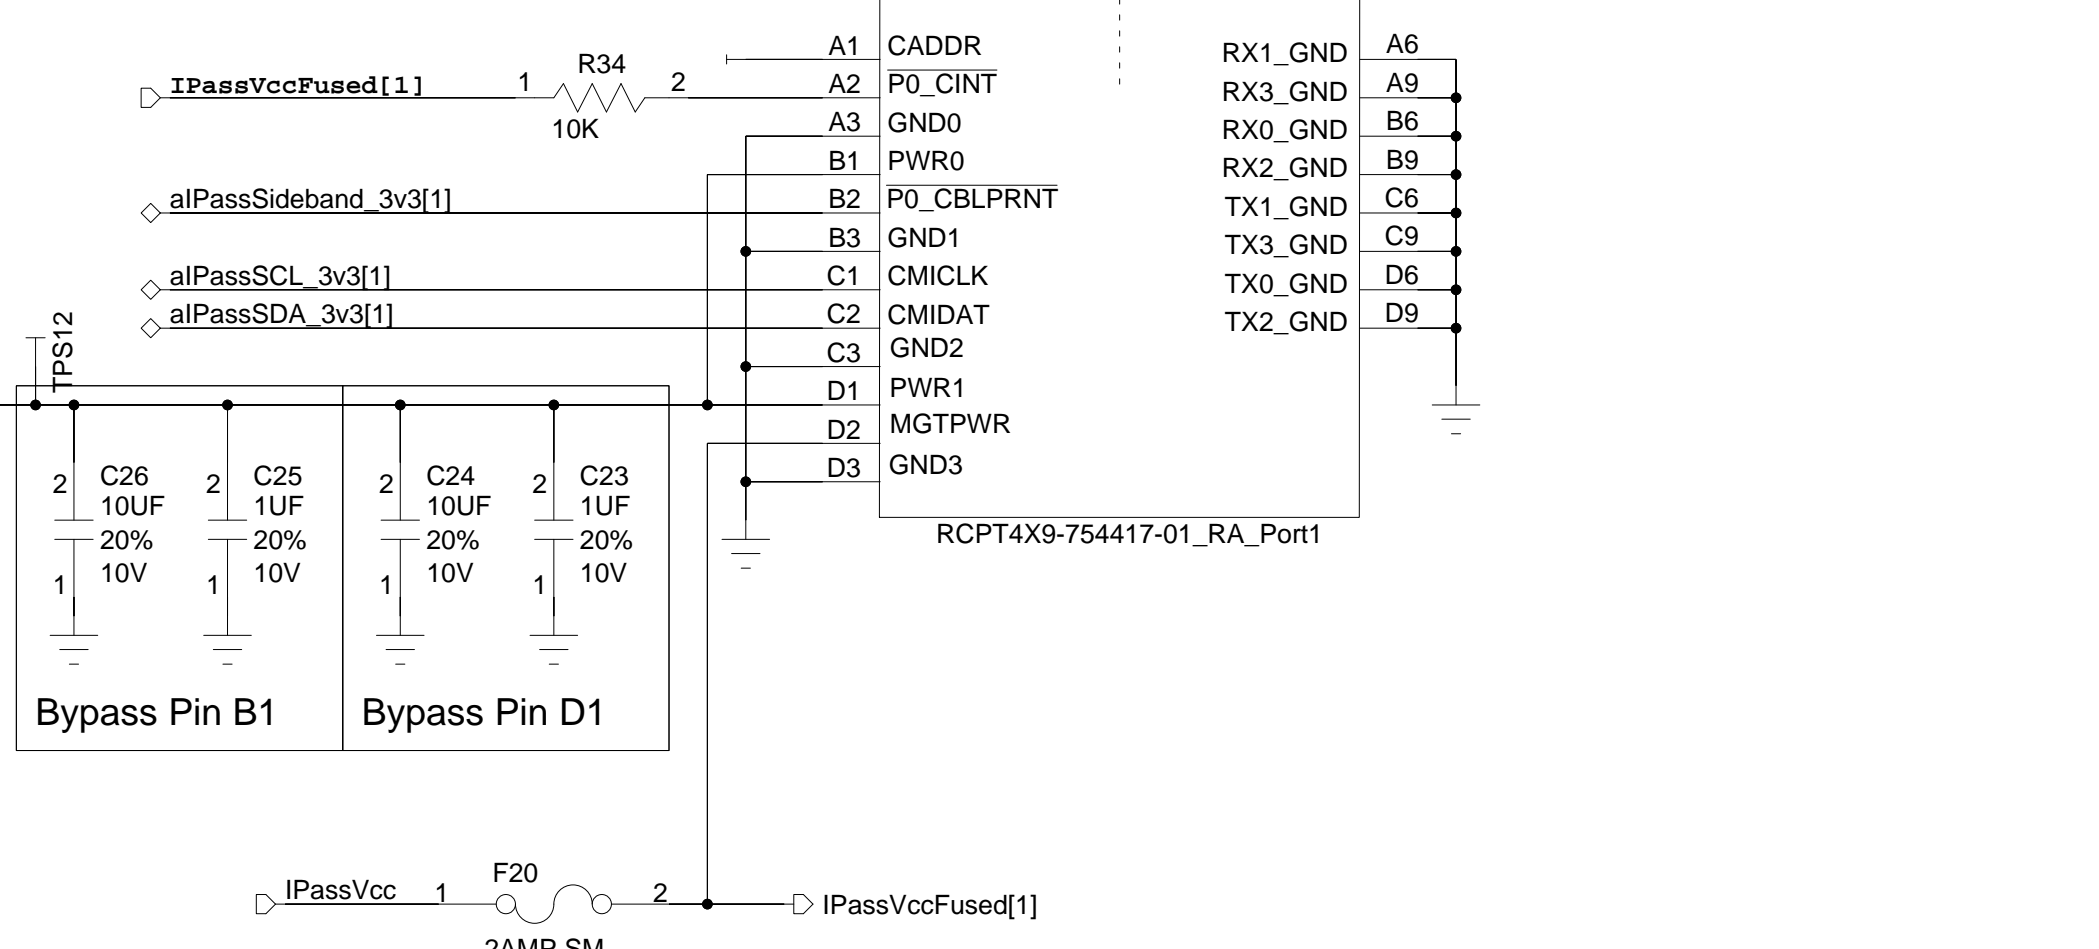 A1 CADDR RX1_GND A6
IPassVccFused[1] 1 R34 2 A2 P0_CINT RX3_GND A9
10K A3 GND0 RX0_GND B6
B1 PWR0 RX2_GND B9
aIPassSideband_3v3[1] B2 P0_CBLPRNT TX1_GND C6
B3 GND1 TX3_GND C9
aIPassSCL_3v3[1] C1 CMICLK TX0_GND D6
aIPassSDA_3v3[1] C2 CMIDAT TX2_GND D9
TPS12
C3 GND2
D1 PWR1
D2 MGTPWR
D3 GND3
RCPT4X9-754417-01_RA_Port1
2 C26 2 C25 2 C24 2 C23
10UF 1UF 10UF 1UF
20% 20% 20% 20%
10V 10V 10V 10V
1 1 1 1
Bypass Pin B1 Bypass Pin D1
F20
IPassVcc 1 2 IPassVccFused[1]
2AMP SM